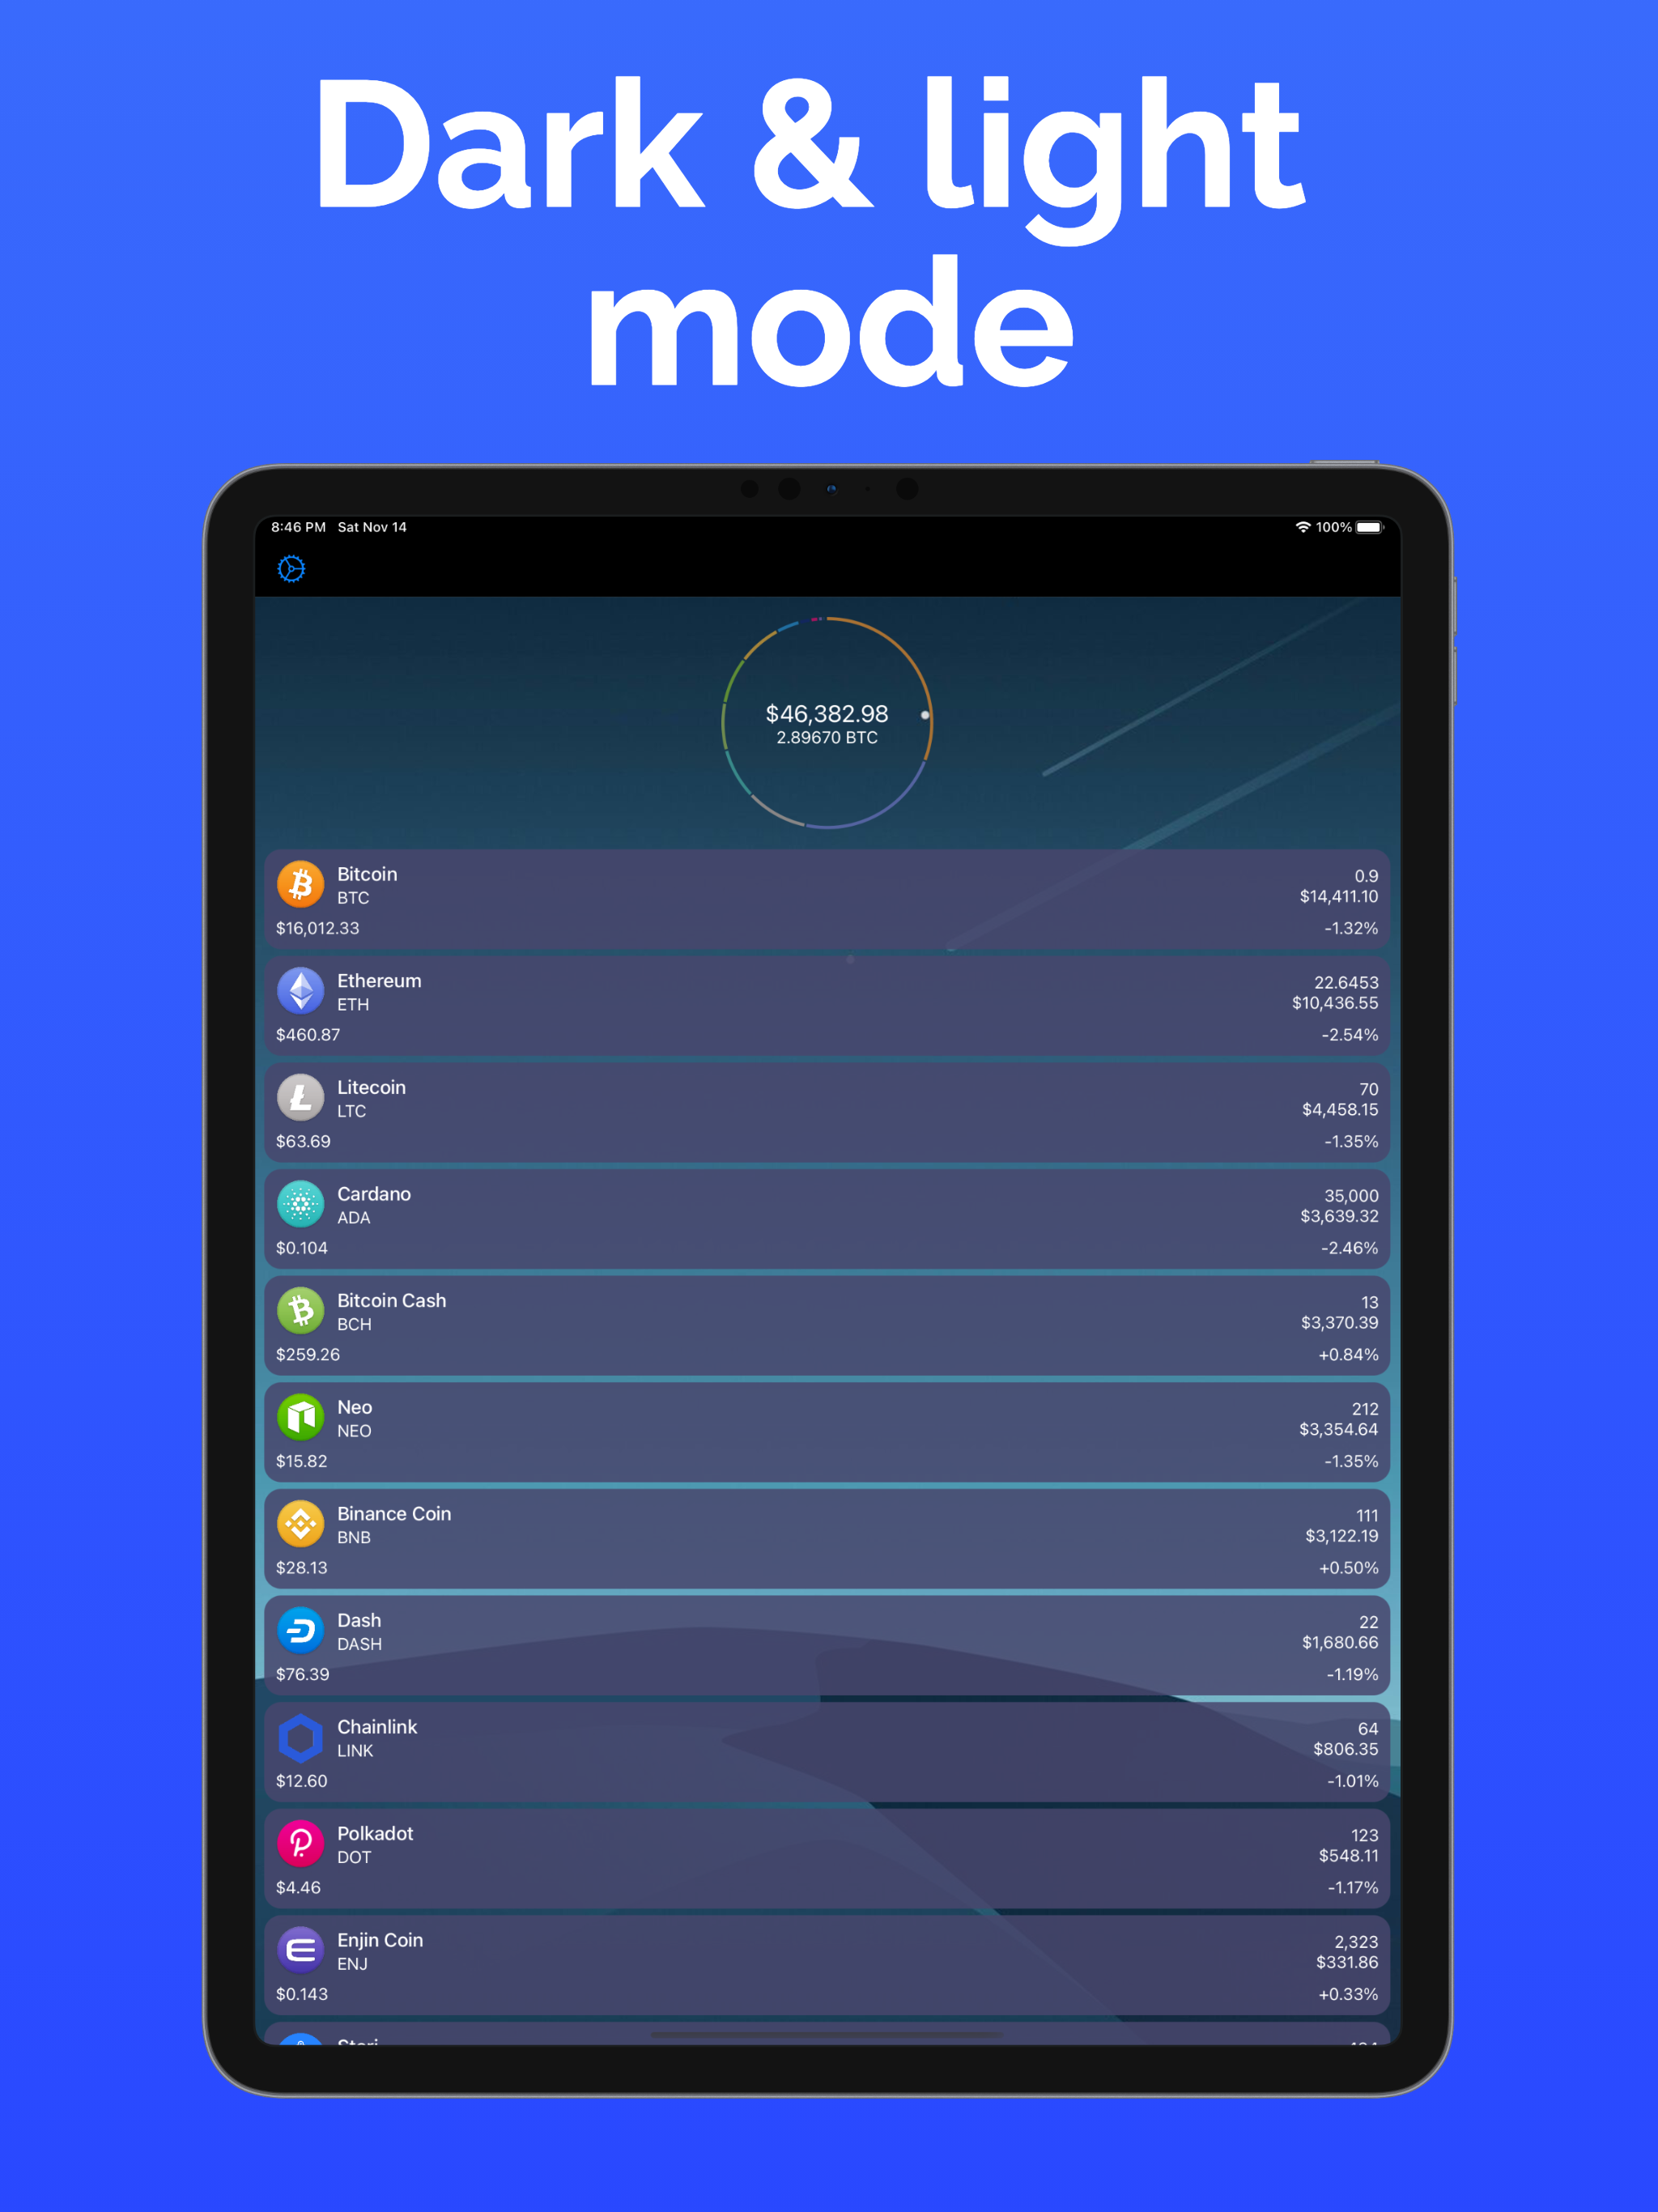 Dark & light
mode
8:46 PM Sat Nov 14
100%
$46,382.98
2.89670 BTC
Bitcoin
BTC
0.9
$14,411.10
$16,012.33
-1.32%
Ethereum
ETH
22.6453
$10,436.55
$460.87
-2.54%
Litecoin
LTC
70
$4,458.15
$63.69
-1.35%
Cardano
ADA
35,000
$3,639.32
$0.104
-2.46%
Bitcoin Cash
BCH
13
$3,370.39
$259.26
+0.84%
Neo
NEO
212
$3,354.64
$15.82
-1.35%
Binance Coin
BNB
111
$3,122.19
$28.13
+0.50%
Dash
DASH
22
$1,680.66
$76.39
-1.19%
Chainlink
LINK
64
$806.35
$12.60
-1.01%
Polkadot
DOT
123
$548.11
$4.46
-1.17%
Enjin Coin
ENJ
2,323
$331.86
$0.143
+0.33%